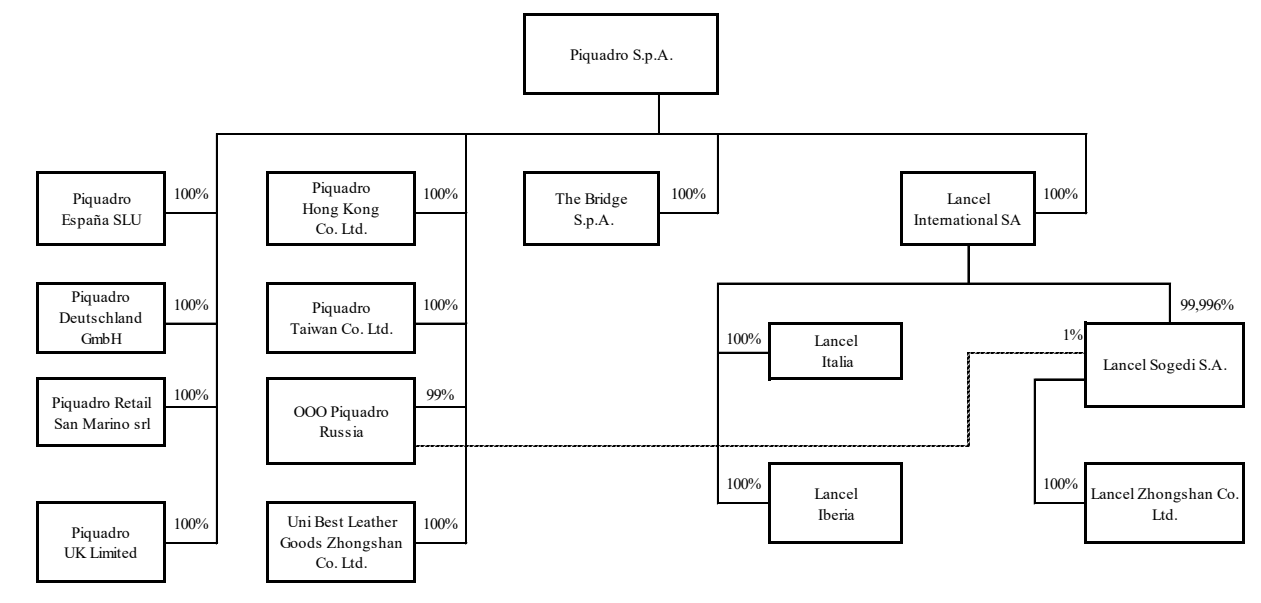 Piquadro S.p.A.
100%
Piquadro
España SLU
100%
Piquadro
Hong Kong
Co. Ltd.
100%
The Bridge
S.p.A.
100%
Lancel
International SA
100%
Piquadro
Deutschland
GmbH
100%
Piquadro
Taiwan Co. Ltd.
99,996%
100%
Lancel
Italia
1%
Lancel Sogedi S.A.
100%
Piquadro Retail
San Marino srl
99%
OOO Piquadro
Russia
100%
Lancel
Iberia
100%
Lancel Zhongshan Co.
Ltd.
100%
Piquadro
UK Limited
100%
Uni Best Leather
Goods Zhongshan
Co. Ltd.